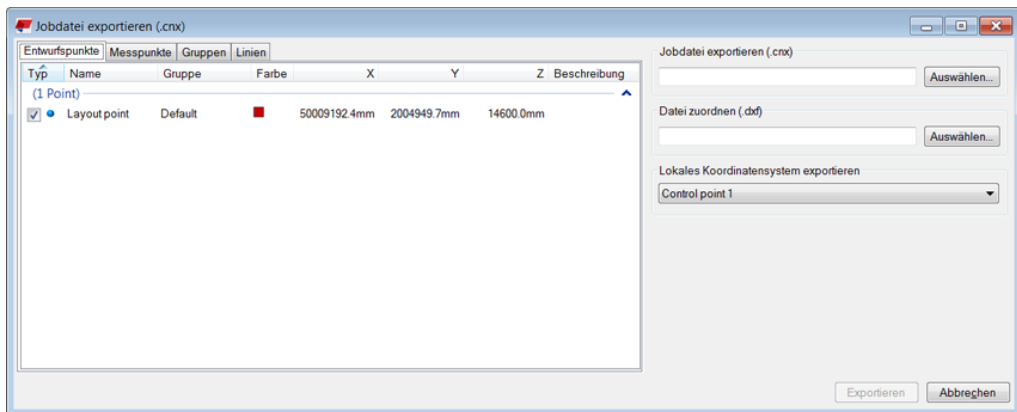 Jobdatei exportieren (.cnx)
Entwurfspunkte Messpunkte Gruppen Linien
Typ Name Gruppe Farbe X Y Z Beschreibung
(1 Point)
Layout point Default 50009192.4mm 2004949.7mm 14600.0mm
Jobdatei exportieren (.cnx)
Auswählen...
Datei zuordnen (.dxf)
Auswählen...
Lokales Koordinatensystem exportieren
Control point 1
Exportieren Abbrechen